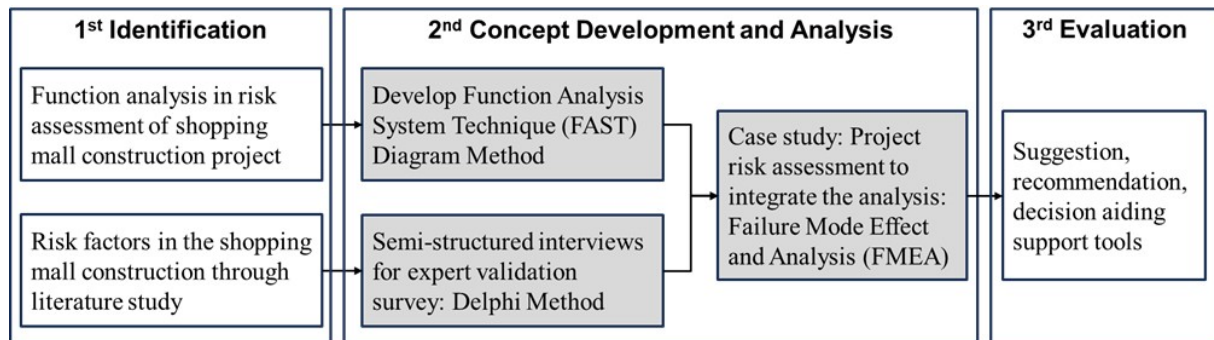 1st Identification
Function analysis in risk
assessment of shopping
mall construction project
Risk factors in the shopping
mall construction through
literature study
2nd Concept Development and Analysis
Develop Function Analysis
System Technique (FAST)
Diagram Method
Semi-structured interviews
for expert validation
survey: Delphi Method
Case study: Project
risk assessment to
integrate the analysis:
Failure Mode Effect
and Analysis (FMEA)
3rd Evaluation
Suggestion,
recommendation,
decision aiding
support tools